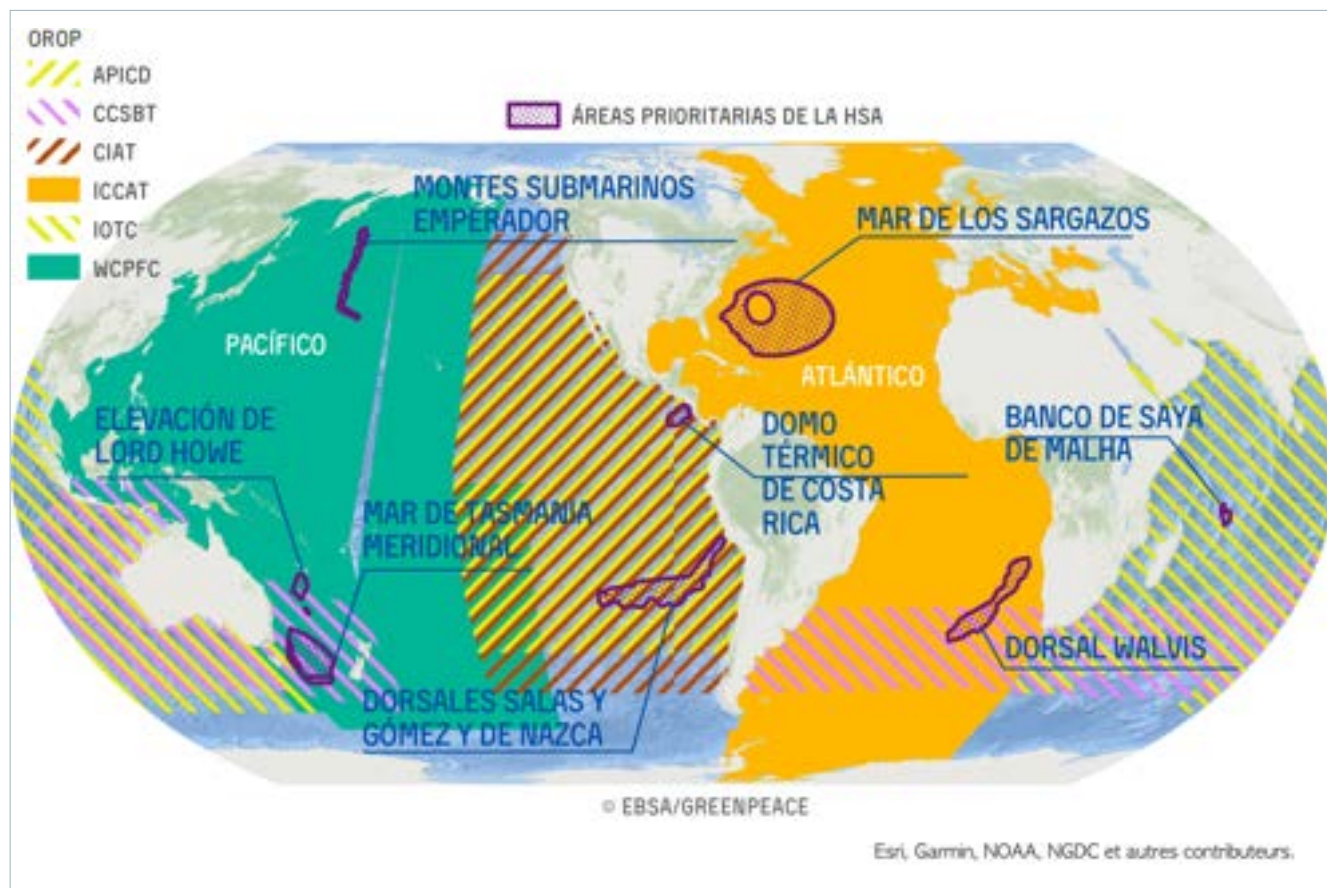 OROP
APICD
CCSBT
CIAT
ICCAT
IOTC
WCPFC
ÁREAS PRIORITARIAS DE LA HSA
MONTES SUBMARINOS
EMPERADOR
MAR DE LOS SARGAZOS
PACÍFICO
ATLÁNTICO
ELEVACIÓN DE
LORD HOWE
DOMO
TÉRMICO
DE COSTA
RICA
BANCO DE SAYA
DE MALHA
MAR DE TASMANIA
MERIDIONAL
DORSAL WALVIS
DORSALES SALAS Y
GÓMEZ Y DE NAZCA
© EBSA/GREENPEACE
Esri, Garmin, NOAA, NGDC et autres contributeurs.